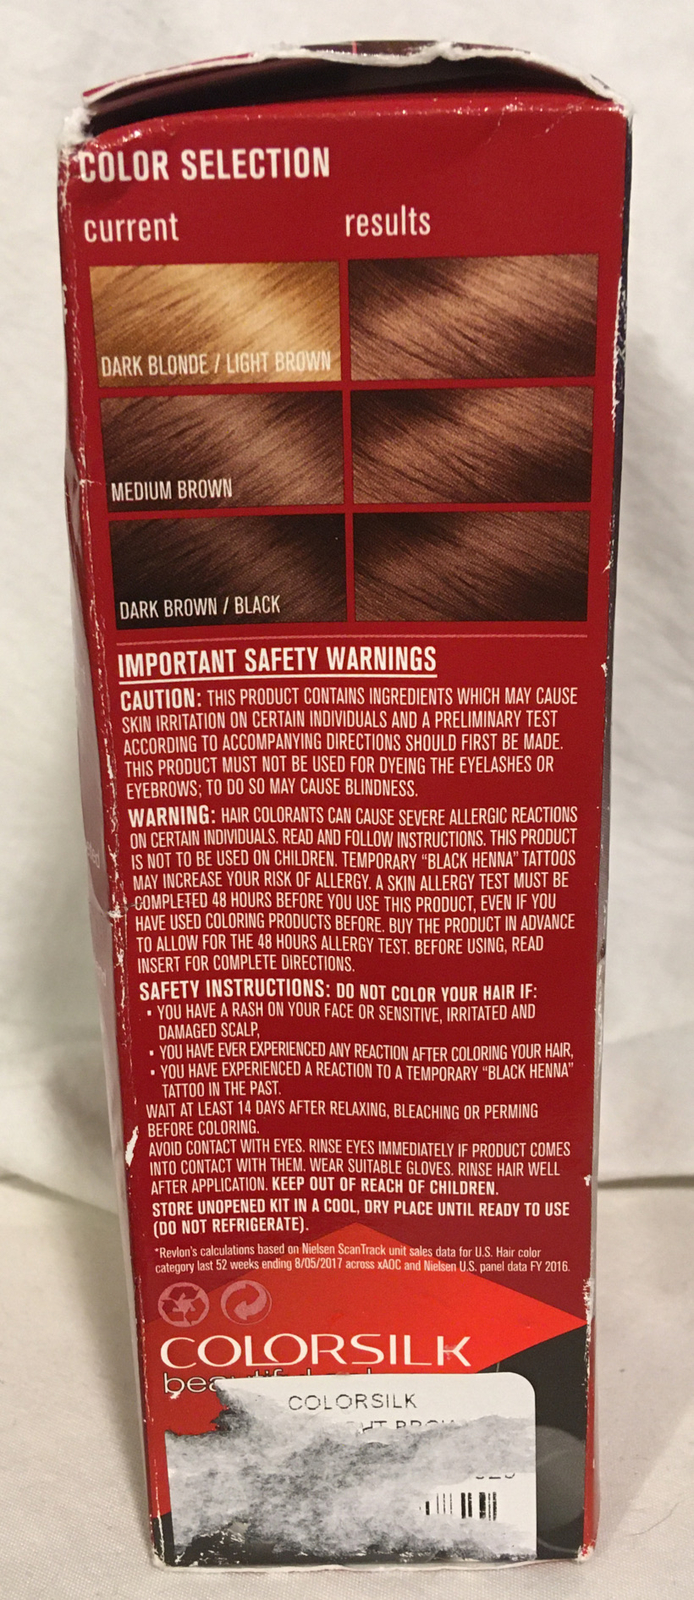 COLOR SELECTION
current results
DARK BLONDE / LIGHT BROWN
MEDIUM BROWN
DARK BROWN / BLACK
IMPORTANT SAFETY WARNINGS
CAUTION: THIS PRODUCT CONTAINS INGREDIENTS WHICH MAY CAUSE
SKIN IRRITATION ON CERTAIN INDIVIDUALS AND A PRELIMINARY TEST
ACCORDING TO ACCOMPANYING DIRECTIONS SHOULD FIRST BE MADE.
THIS PRODUCT MUST NOT BE USED FOR DYEING THE EYELASHES OR
EYEBROWS; TO DO SO MAY CAUSE BLINDNESS.
WARNING: HAIR COLORANTS CAN CAUSE SEVERE ALLERGIC REACTIONS
ON CERTAIN INDIVIDUALS. READ AND FOLLOW INSTRUCTIONS. THIS PRODUCT
IS NOT TO BE USED ON CHILDREN. TEMPORARY “BLACK HENNA” TATTOOS
MAY INCREASE YOUR RISK OF ALLERGY. A SKIN ALLERGY TEST MUST BE
COMPLETED 48 HOURS BEFORE YOU USE THIS PRODUCT, EVEN IF YOU
HAVE USED COLORING PRODUCTS BEFORE. BUY THE PRODUCT IN ADVANCE
TO ALLOW FOR THE 48 HOURS ALLERGY TEST. BEFORE USING, READ
INSERT FOR COMPLETE DIRECTIONS.
SAFETY INSTRUCTIONS: DO NOT COLOR YOUR HAIR IF:
• YOU HAVE A RASH ON YOUR FACE OR SENSITIVE, IRRITATED AND
DAMAGED SCALP,
• YOU HAVE EVER EXPERIENCED ANY REACTION AFTER COLORING YOUR HAIR,
• YOU HAVE EXPERIENCED A REACTION TO A TEMPORARY “BLACK HENNA”
TATTOO IN THE PAST.
WAIT AT LEAST 14 DAYS AFTER RELAXING, BLEACHING OR PERMING
BEFORE COLORING.
AVOID CONTACT WITH EYES. RINSE EYES IMMEDIATELY IF PRODUCT COMES
INTO CONTACT WITH THEM. WEAR SUITABLE GLOVES. RINSE HAIR WELL
AFTER APPLICATION. KEEP OUT OF REACH OF CHILDREN.
STORE UNOPENED KIT IN A COOL, DRY PLACE UNTIL READY TO USE
(DO NOT REFRIGERATE).
*Revlon's calculations based on Nielsen ScanTrack unit sales data for U.S. Hair color
category last 52 weeks ending 8/05/2017 across xAOC and Nielsen U.S. panel data FY 2016.
COLORSILK
COLORSILK